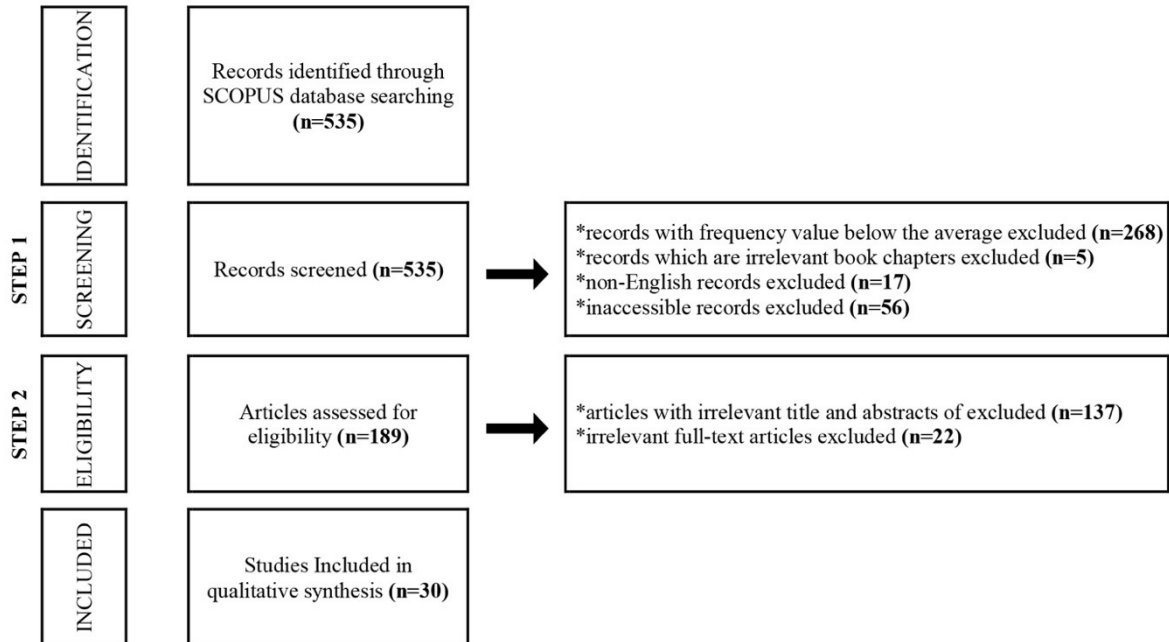 IDENTIFICATION
Records identified through
SCOPUS database searching
(n=535)
STEP 1
SCREENING
Records screened (n=535)
*records with frequency value below the average excluded (n=268)
*records which are irrelevant book chapters excluded (n=5)
*non-English records excluded (n=17)
*inaccessible records excluded (n=56)
STEP 2
ELIGIBILITY
Articles assessed for
eligibility (n=189)
*articles with irrelevant title and abstracts of excluded (n=137)
*irrelevant full-text articles excluded (n=22)
INCLUDED
Studies Included in
qualitative synthesis (n=30)